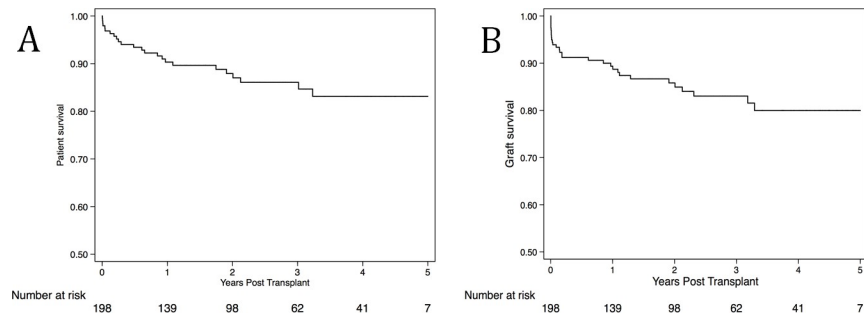 A
1.00
0.90
0.80
0.70
0.60
0.50
Patient survival
0 1 2 3 4 5
Years Post Transplant
Number at risk
198 139 98 62 41 7
B
1.00
0.90
0.80
0.70
0.60
0.50
Graft survival
0 1 2 3 4 5
Years Post Transplant
Number at risk
198 139 98 62 41 7